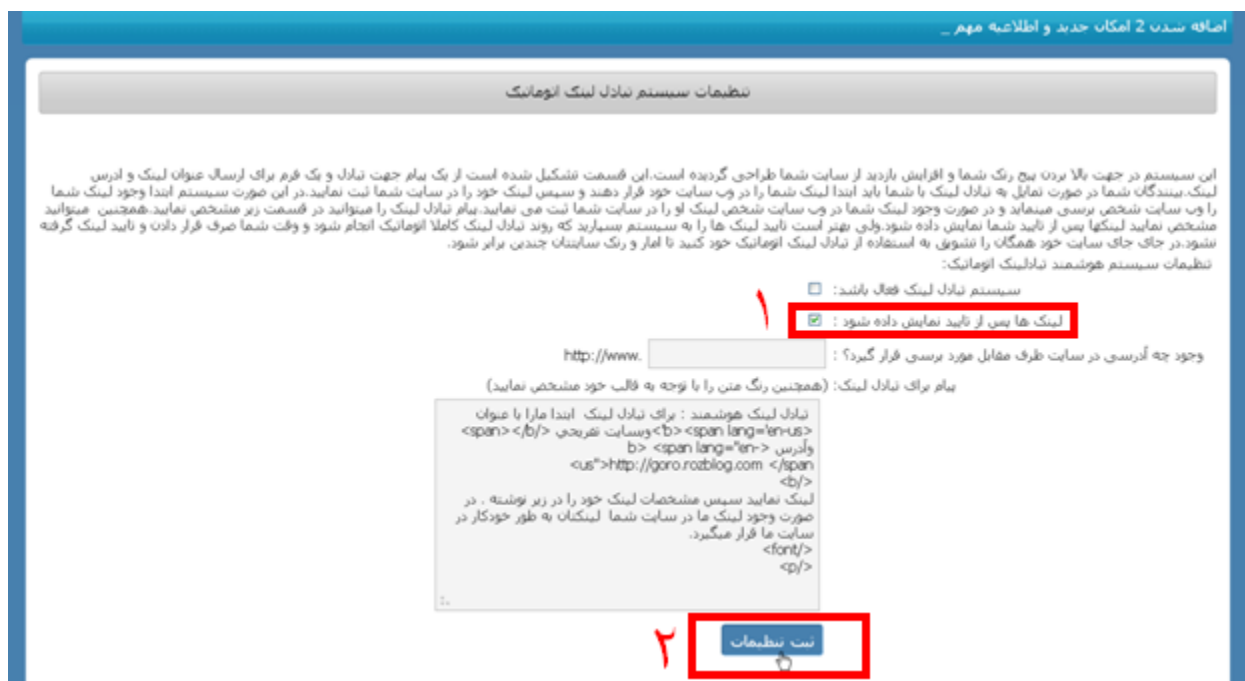 اضافه شدن 2 امکان جدید و اطلاعیه مهم _
تنظیمات سیستم تبادل لینک اتوماتیک
این سیستم در جهت بالا بردن پیج رنک شما و افزایش بازدید از سایت شما طراحی گردیده است.این قسمت تشکیل شده است از یک پیام جهت تبادل و یک فرم برای ارسال عنوان لینک و ادرس
لینک.بینندگان شما در صورت تمایل به تبادل لینک با شما باید ابتدا لینک شما را در وب سایت خود قرار دهند و سپس لینک خود را در سایت شما ثبت نمایید.در این صورت سیستم ابتدا وجود لینک شما
را وب سایت شخص برسی مینماید و در صورت وجود لینک شما در وب سایت شخص لینک او را در سایت شما ثبت می نمایید.پیام تبادل لینک را میتوانید در قسمت زیر مشخص نمایید.همچنین میتوانید
مشخص نمایید لینکها پس از تایید شما نمایش داده شود.ولی بهتر است تایید لینک ها را به سیستم بسپارید که روند تبادل لینک کاملا اتوماتیک انجام شود و وقت شما صرف قرار دادن و تایید لینک گرفته
نشود.در جای جای سایت خود همگان را تشویق به استفاده از تبادل لینک اتوماتیک خود کنید تا امار و رنک سایتتان چندین برابر شود.
تنظیمات سیستم هوشمند تبادلینک اتوماتیک:
سیستم تبادل لینک فعال باشد:
۱
لینک ها پس از تایید نمایش داده شود :
وجود چه آدرسی در سایت طرف مقابل مورد برسی قرار گیرد؟ : http://www.
پیام برای تبادل لینک: (همچنین رنگ متن را با توجه به قالب خود مشخص نمایید)
تبادل لینک هوشمند : برای تبادل لینک ابتدا مارا با عنوان
<b><span lang='en-us'>وبسایت تفریحی </b></span>
وآدرس <b> <span lang="en-
us">http://goro.rozblog.com </span>
</b>
لینک نمایید سپس مشخصات لینک خود را در زیر نوشته . در
صورت وجود لینک ما در سایت شما لینکتان به طور خودکار در
سایت ما قرار میگیرد.
</font>
</p>
۲
ثبت تنظیمات